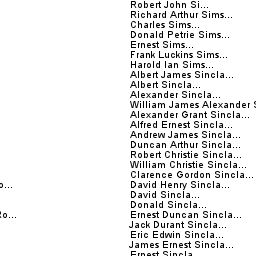 Robert John Si...
Richard Arthur Sims...
Charles Sims...
Donald Petrie Sims...
Ernest Sims...
Frank Luckins Sims...
Harold Ian Sims...
Albert James Sincla...
Albert Sincla...
Alexander Sincla...
William James Alexander S
Alexander Grant Sincla...
Alfred Ernest Sincla...
Andrew James Sincla...
Duncan Arthur Sincla...
Robert Christie Sincla...
William Christie Sincla...
Clarence Gordon Sincla...
o... David Henry Sincla...
David Sincla...
Donald Sincla...
Ro... Ernest Duncan Sincla...
Jack Durant Sincla...
Eric Edwin Sincla...
James Ernest Sincla...
Ernest Sincla